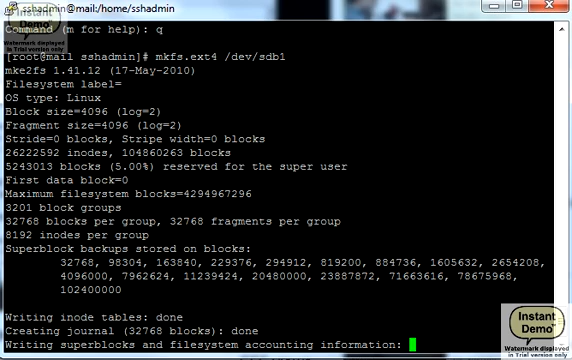 sshadmin@mail:/home/sshadmin
Instant
Demo
Watermark displayed
in Trial version only
Command (m for help): q
[root@mail sshadmin]# mkfs.ext4 /dev/sdb1
mke2fs 1.41.12 (17-May-2010)
Filesystem label=
OS type: Linux
Block size=4096 (log=2)
Fragment size=4096 (log=2)
Stride=0 blocks, Stripe width=0 blocks
26222592 inodes, 104860263 blocks
5243013 blocks (5.00%) reserved for the super user
First data block=0
Maximum filesystem blocks=4294967296
3201 block groups
32768 blocks per group, 32768 fragments per group
8192 inodes per group
Superblock backups stored on blocks:
32768, 98304, 163840, 229376, 294912, 819200, 884736, 1605632, 2654208,
4096000, 7962624, 11239424, 20480000, 23887872, 71663616, 78675968,
102400000
Writing inode tables: done
Creating journal (32768 blocks): done
Writing superblocks and filesystem accounting information:
Instant
Demo
Watermark displayed
in Trial version only